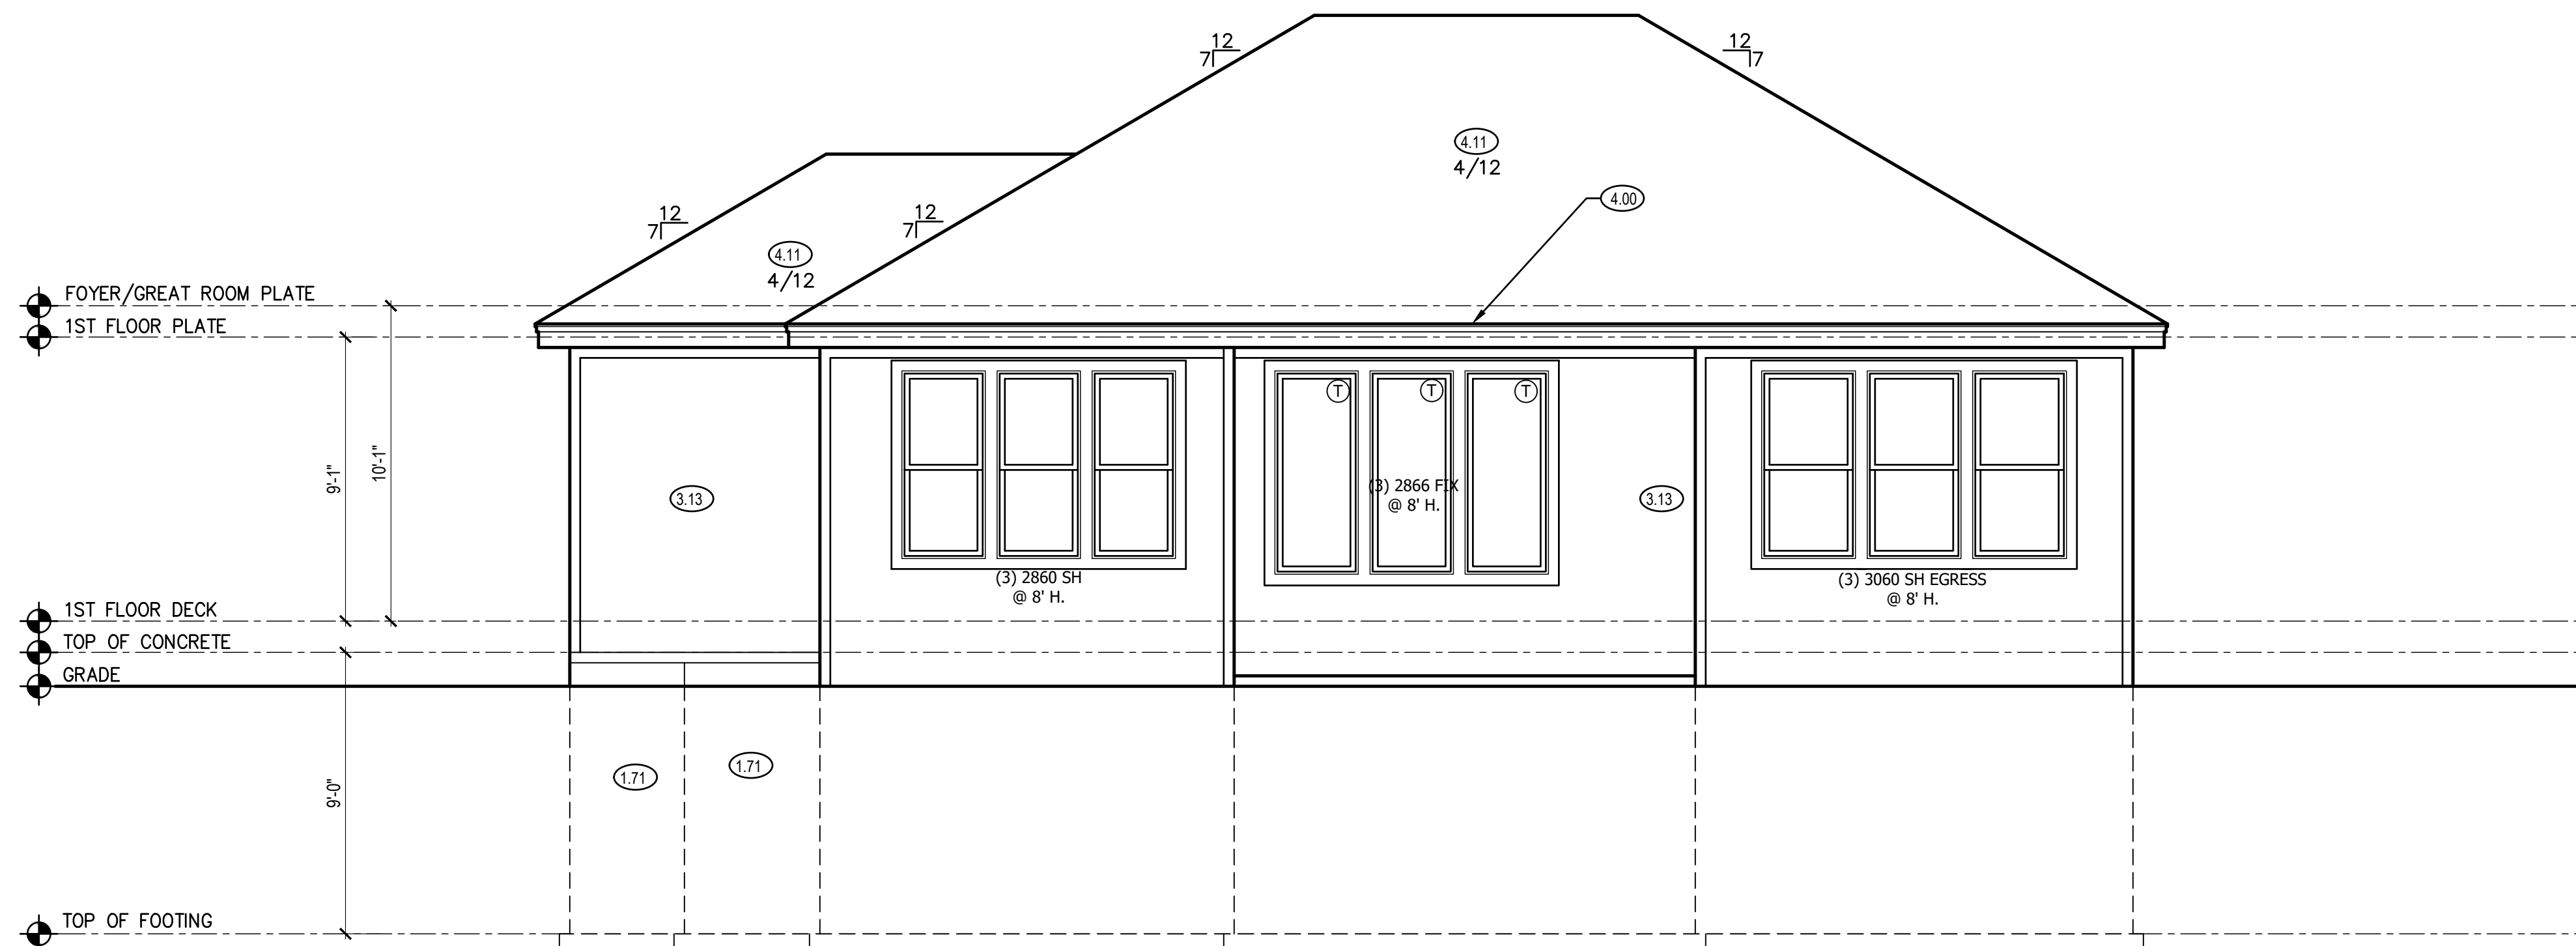 12
7
12
7
4.11
4/12
4.00
12
7
12
7
4.11
4/12
FOYER/GREAT ROOM PLATE
1ST FLOOR PLATE
9'-1"
10'-1"
T
T
T
3.13
(3) 2866 FIX
@ 8' H.
3.13
(3) 2860 SH
@ 8' H.
(3) 3060 SH EGRESS
@ 8' H.
1ST FLOOR DECK
TOP OF CONCRETE
GRADE
9'-0"
1.71
1.71
TOP OF FOOTING